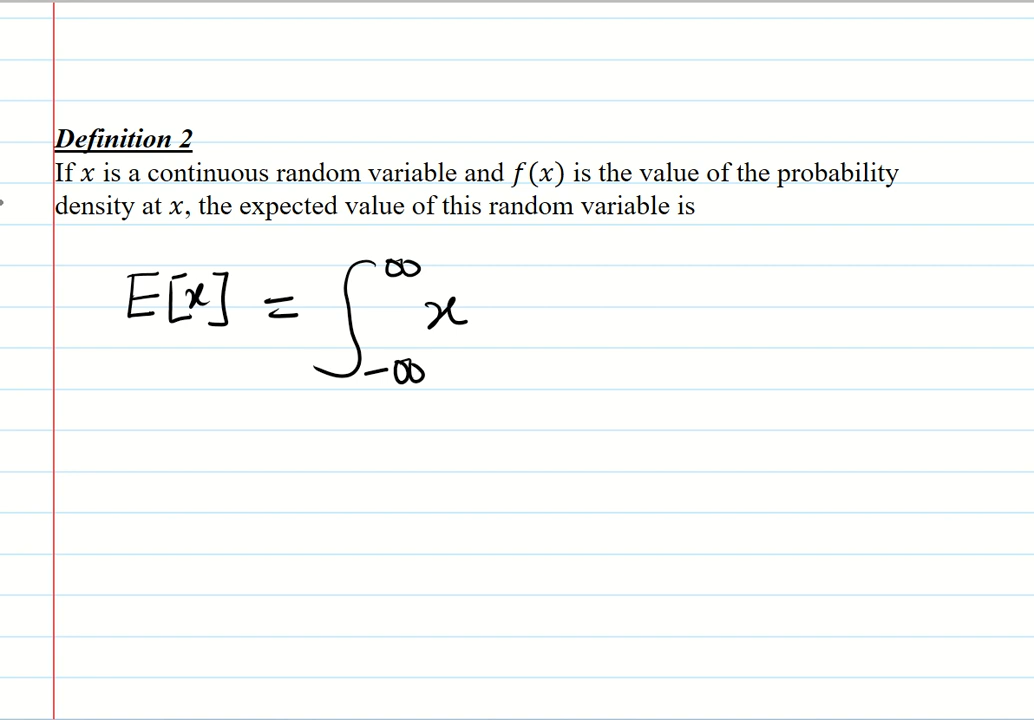 Definition 2
If x is a continuous random variable and f(x) is the value of the probability
density at x, the expected value of this random variable is
E[x] = ∫_{-∞}^{∞} x